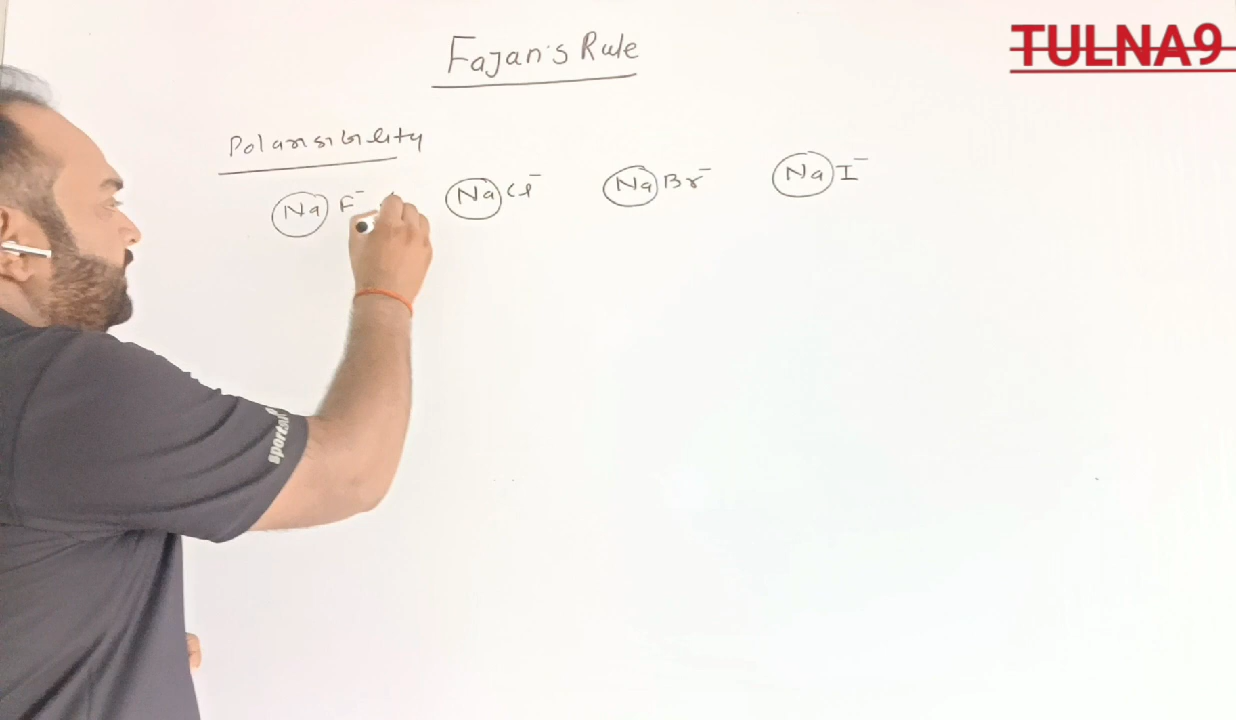 Fajan's Rule
TULNA9
Polarisibility
Na F⁻ Na Cl⁻ Na Br⁻ Na I⁻